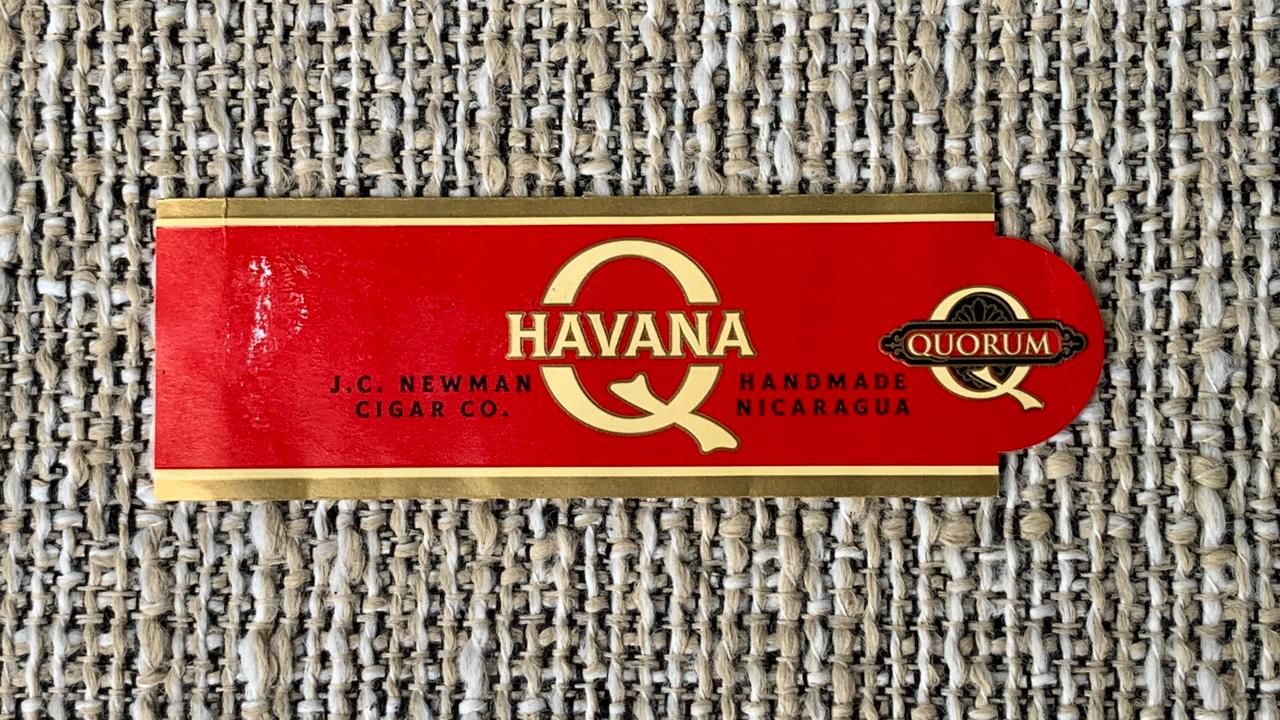 Q
HAVANA
J.C. NEWMAN
CIGAR CO.
HANDMADE
NICARAGUA
Q
QUORUM